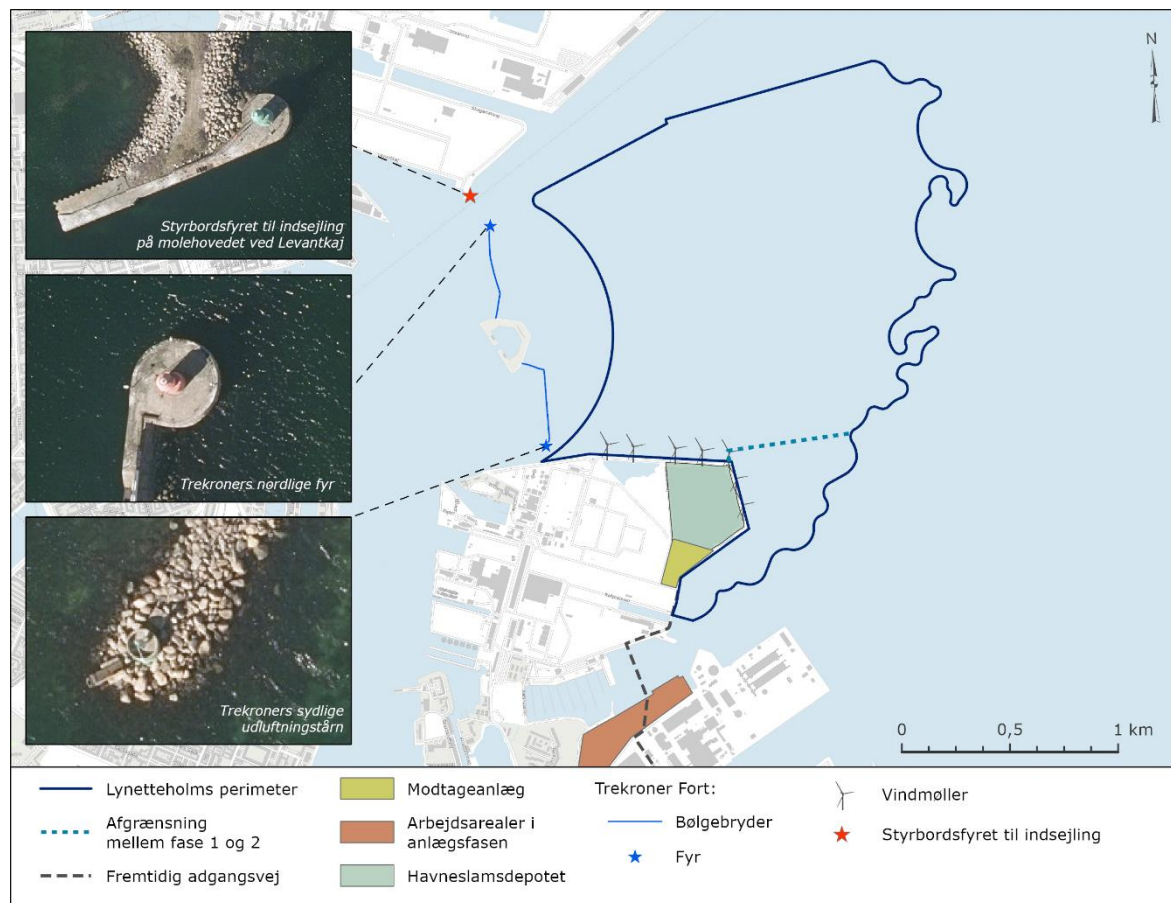 Styrbordsfyret til indsejling
på molehovedet ved Levantkaj
Trekroners nordlige fyr
Trekroners sydlige
udluftningstårn
N
0 0,5 1 km
Lynetteholms perimeter
Afgrænsning
mellem fase 1 og 2
Fremtidig adgangsvej
Modtageanlæg
Arbejdsarealer i
anlægsfasen
Havneslamsdepotet
Trekroner Fort:
Bølgebryder
Fyr
Vindmøller
Styrbordsfyret til indsejling